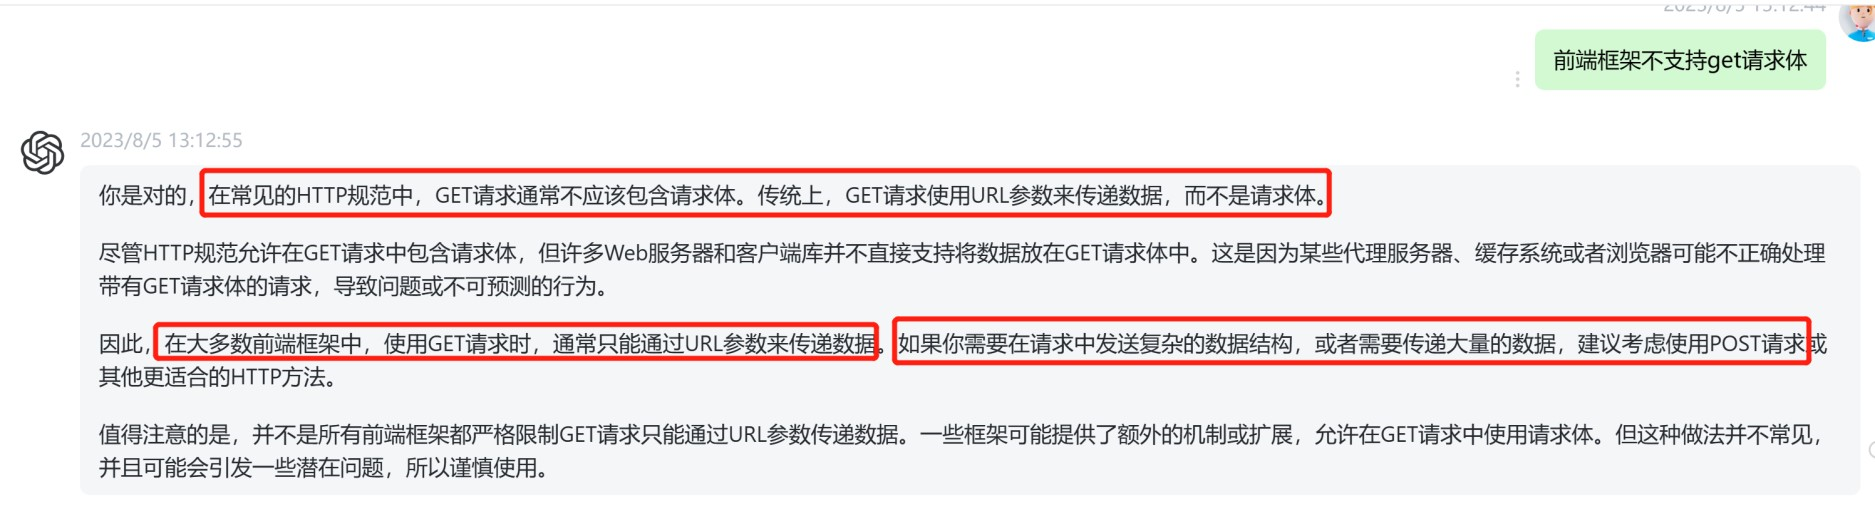 2023/8/5 13:12:44
前端框架不支持get请求体
2023/8/5 13:12:55
你是对的，在常见的HTTP规范中，GET请求通常不应该包含请求体。传统上，GET请求使用URL参数来传递数据，而不是请求体。
尽管HTTP规范允许在GET请求中包含请求体，但许多Web服务器和客户端库并不直接支持将数据放在GET请求体中。这是因为某些代理服务器、缓存系统或者浏览器可能不正确处理
带有GET请求体的请求，导致问题或不可预测的行为。
因此，在大多数前端框架中，使用GET请求时，通常只能通过URL参数来传递数据。如果你需要在请求中发送复杂的数据结构，或者需要传递大量的数据，建议考虑使用POST请求或
其他更适合的HTTP方法。
值得注意的是，并不是所有前端框架都严格限制GET请求只能通过URL参数传递数据。一些框架可能提供了额外的机制或扩展，允许在GET请求中使用请求体。但这种做法并不常见，
并且可能会引发一些潜在问题，所以谨慎使用。